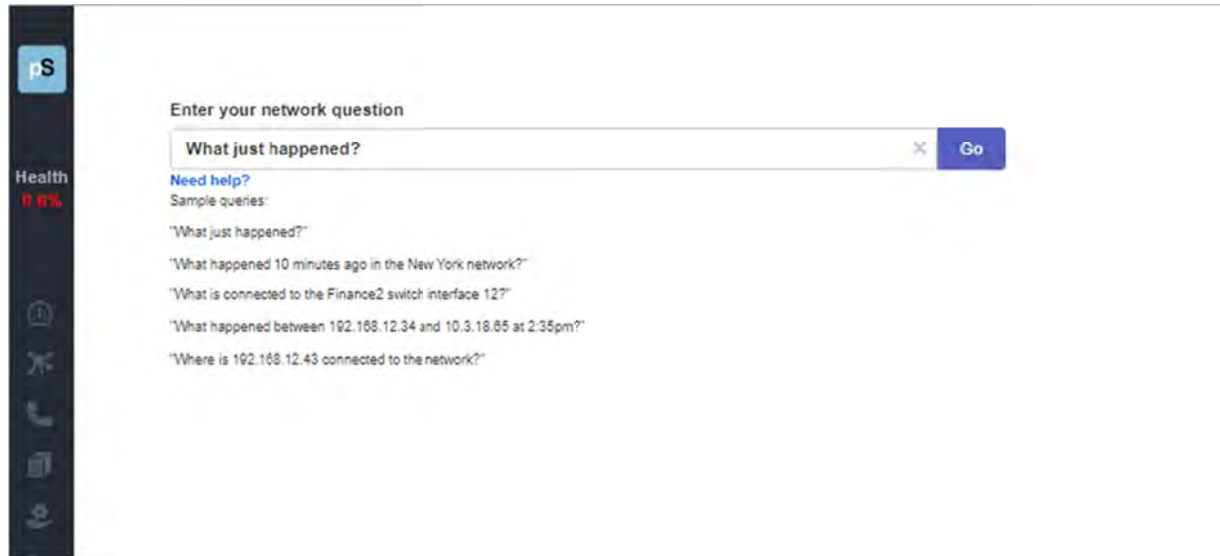 pS
Enter your network question
What just happened?
Go
Health
0.6%
Need help?
Sample queries:
"What just happened?"
"What happened 10 minutes ago in the New York network?"
"What is connected to the Finance2 switch interface 12?"
"What happened between 192.168.12.34 and 10.3.18.65 at 2:35pm?"
"Where is 192.168.12.43 connected to the network?"